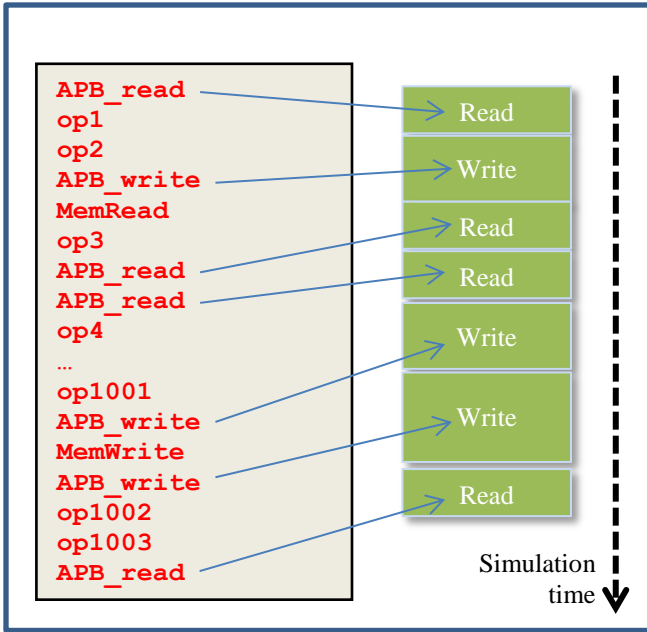 APB_read
op1
op2
APB_write
MemRead
op3
APB_read
APB_read
op4
…
op1001
APB_write
MemWrite
APB_write
op1002
op1003
APB_read
Read
Write
Read
Read
Write
Write
Read
Simulation
time